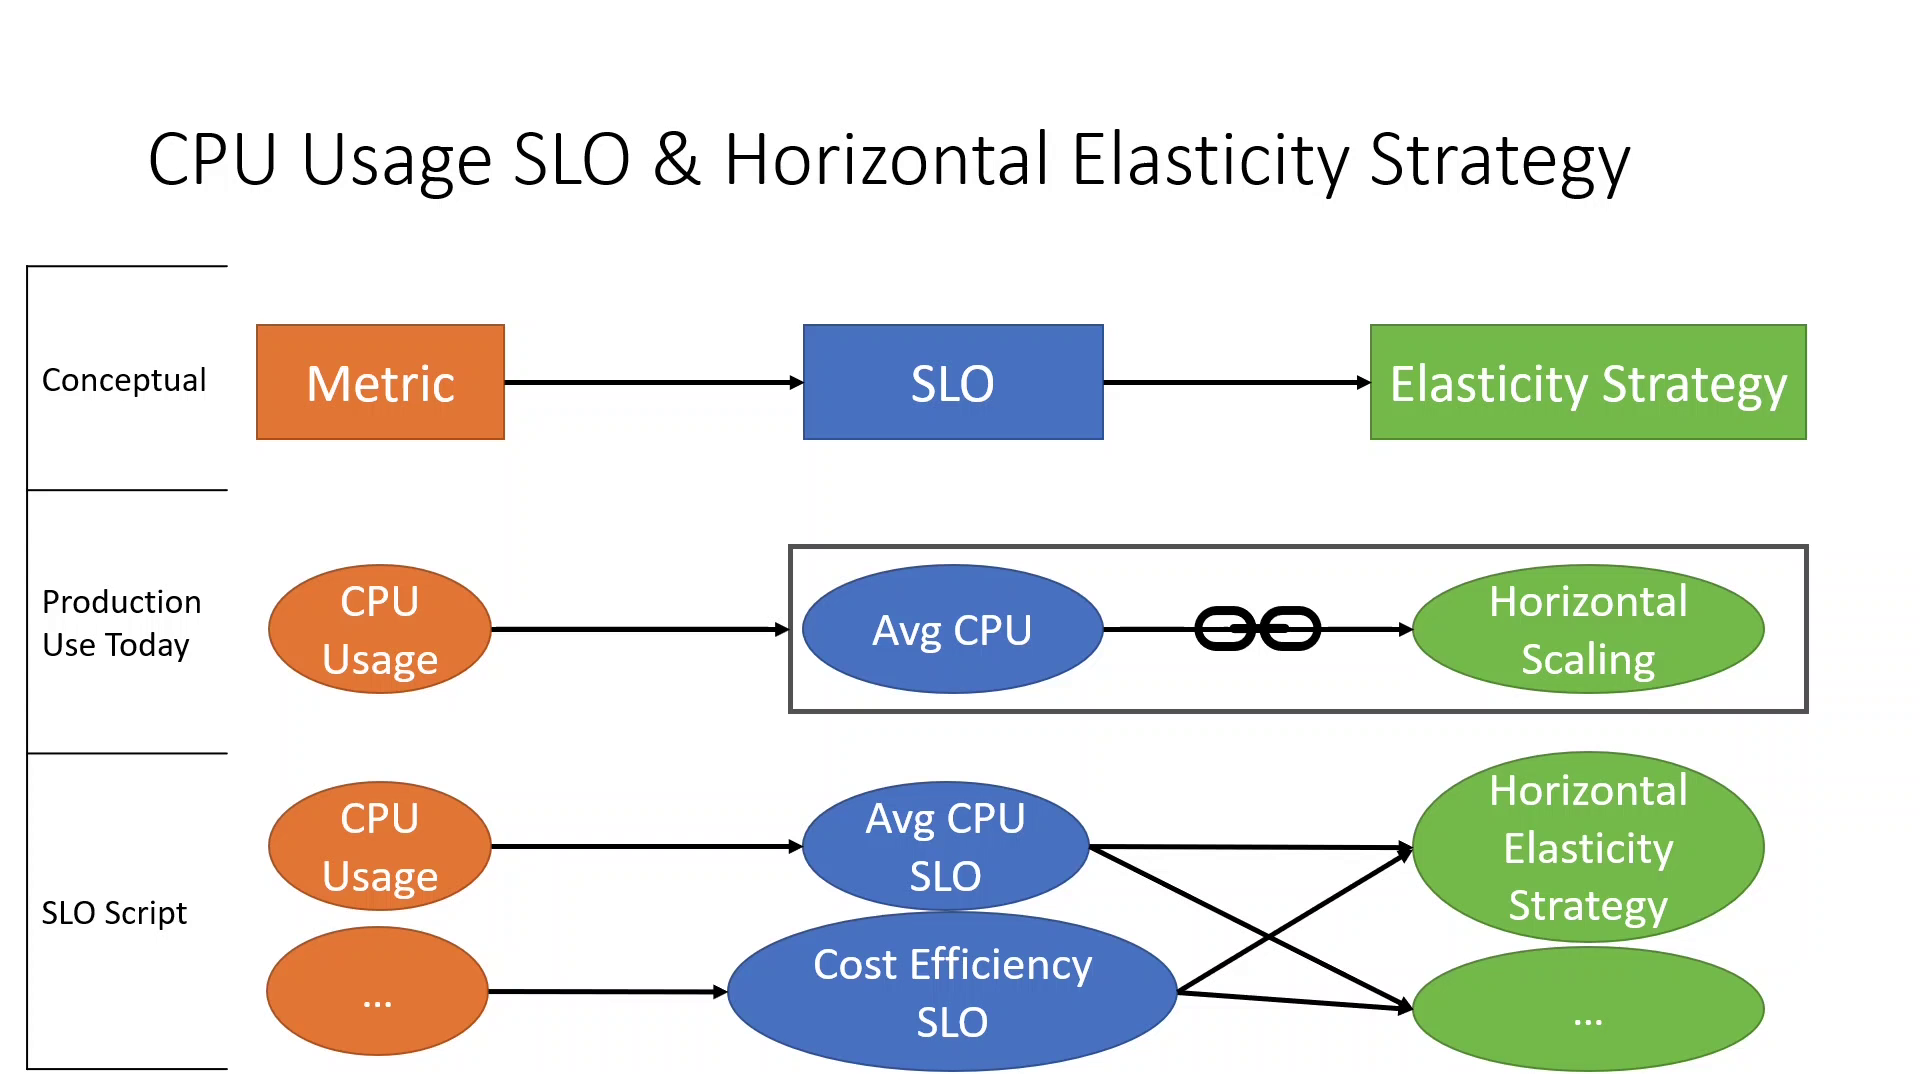 CPU Usage SLO & Horizontal Elasticity Strategy
Conceptual
Metric
SLO
Elasticity Strategy
Production
Use Today
CPU
Usage
Avg CPU
Horizontal
Scaling
SLO Script
CPU
Usage
Avg CPU
SLO
Horizontal
Elasticity
Strategy
...
Cost Efficiency
SLO
...